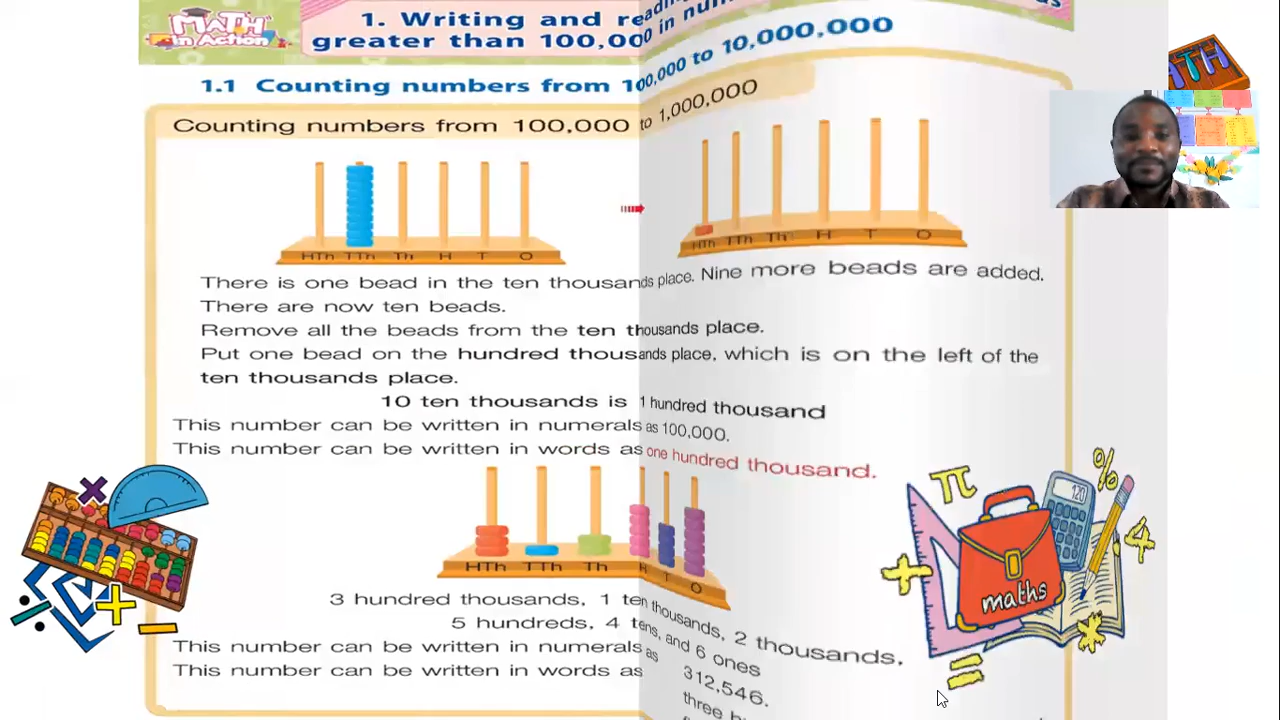 MATH
in Action
1. Writing and reading in num
greater than 100,000
1.1 Counting numbers from 100,000 to 10,000,000
Counting numbers from 100,000 to 1,000,000
HTh TTh Th H T O
HTh TTh Th H T O
There is one bead in the ten thousands place. Nine more beads are added.
There are now ten beads.
Remove all the beads from the ten thousands place.
Put one bead on the hundred thousands place, which is on the left of the
ten thousands place.
10 ten thousands is 1 hundred thousand
This number can be written in numerals as 100,000.
This number can be written in words as one hundred thousand.
HTh TTh Th H T O
3 hundred thousands, 1 ten thousands, 2 thousands,
5 hundreds, 4 tens, and 6 ones
This number can be written in numerals as 312,546.
This number can be written in words as three
MATH
120
π
%
4
maths